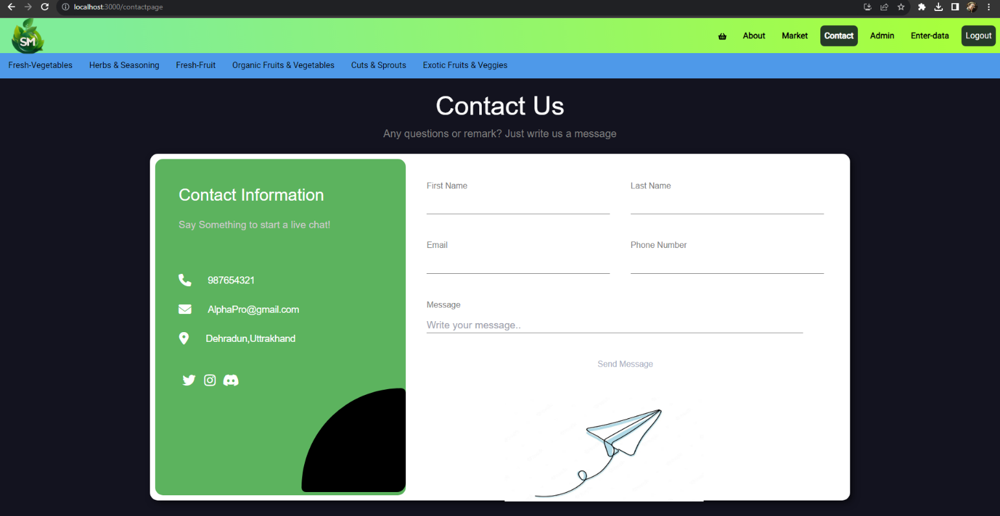 localhost:3000/contactpage
SM
About Market Contact Admin Enter-data Logout
Fresh-Vegetables Herbs & Seasoning Fresh-Fruit Organic Fruits & Vegetables Cuts & Sprouts Exotic Fruits & Veggies
Contact Us
Any questions or remark? Just write us a message
Contact Information
Say Something to start a live chat!
987654321
AlphaPro@gmail.com
Dehradun,Uttrakhand
First Name Last Name
Email Phone Number
Message
Write your message..
Send Message